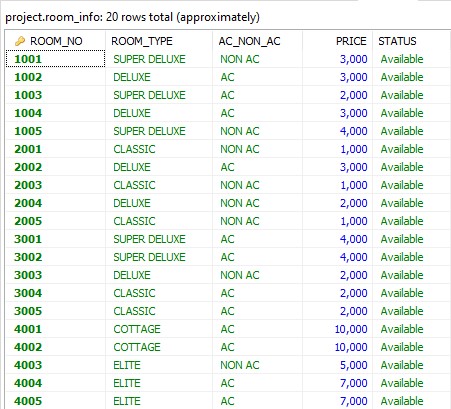 project.room_info: 20 rows total (approximately)
ROOM_NO ROOM_TYPE AC_NON_AC PRICE STATUS
1001 SUPER DELUXE NON AC 3,000 Available
1002 DELUXE AC 3,000 Available
1003 SUPER DELUXE NON AC 2,000 Available
1004 DELUXE AC 3,000 Available
1005 SUPER DELUXE NON AC 4,000 Available
2001 CLASSIC NON AC 1,000 Available
2002 DELUXE AC 3,000 Available
2003 CLASSIC NON AC 1,000 Available
2004 DELUXE NON AC 2,000 Available
2005 CLASSIC NON AC 1,000 Available
3001 SUPER DELUXE AC 4,000 Available
3002 SUPER DELUXE AC 4,000 Available
3003 DELUXE NON AC 2,000 Available
3004 CLASSIC AC 2,000 Available
3005 CLASSIC AC 2,000 Available
4001 COTTAGE AC 10,000 Available
4002 COTTAGE AC 10,000 Available
4003 ELITE NON AC 5,000 Available
4004 ELITE AC 7,000 Available
4005 ELITE AC 7,000 Available